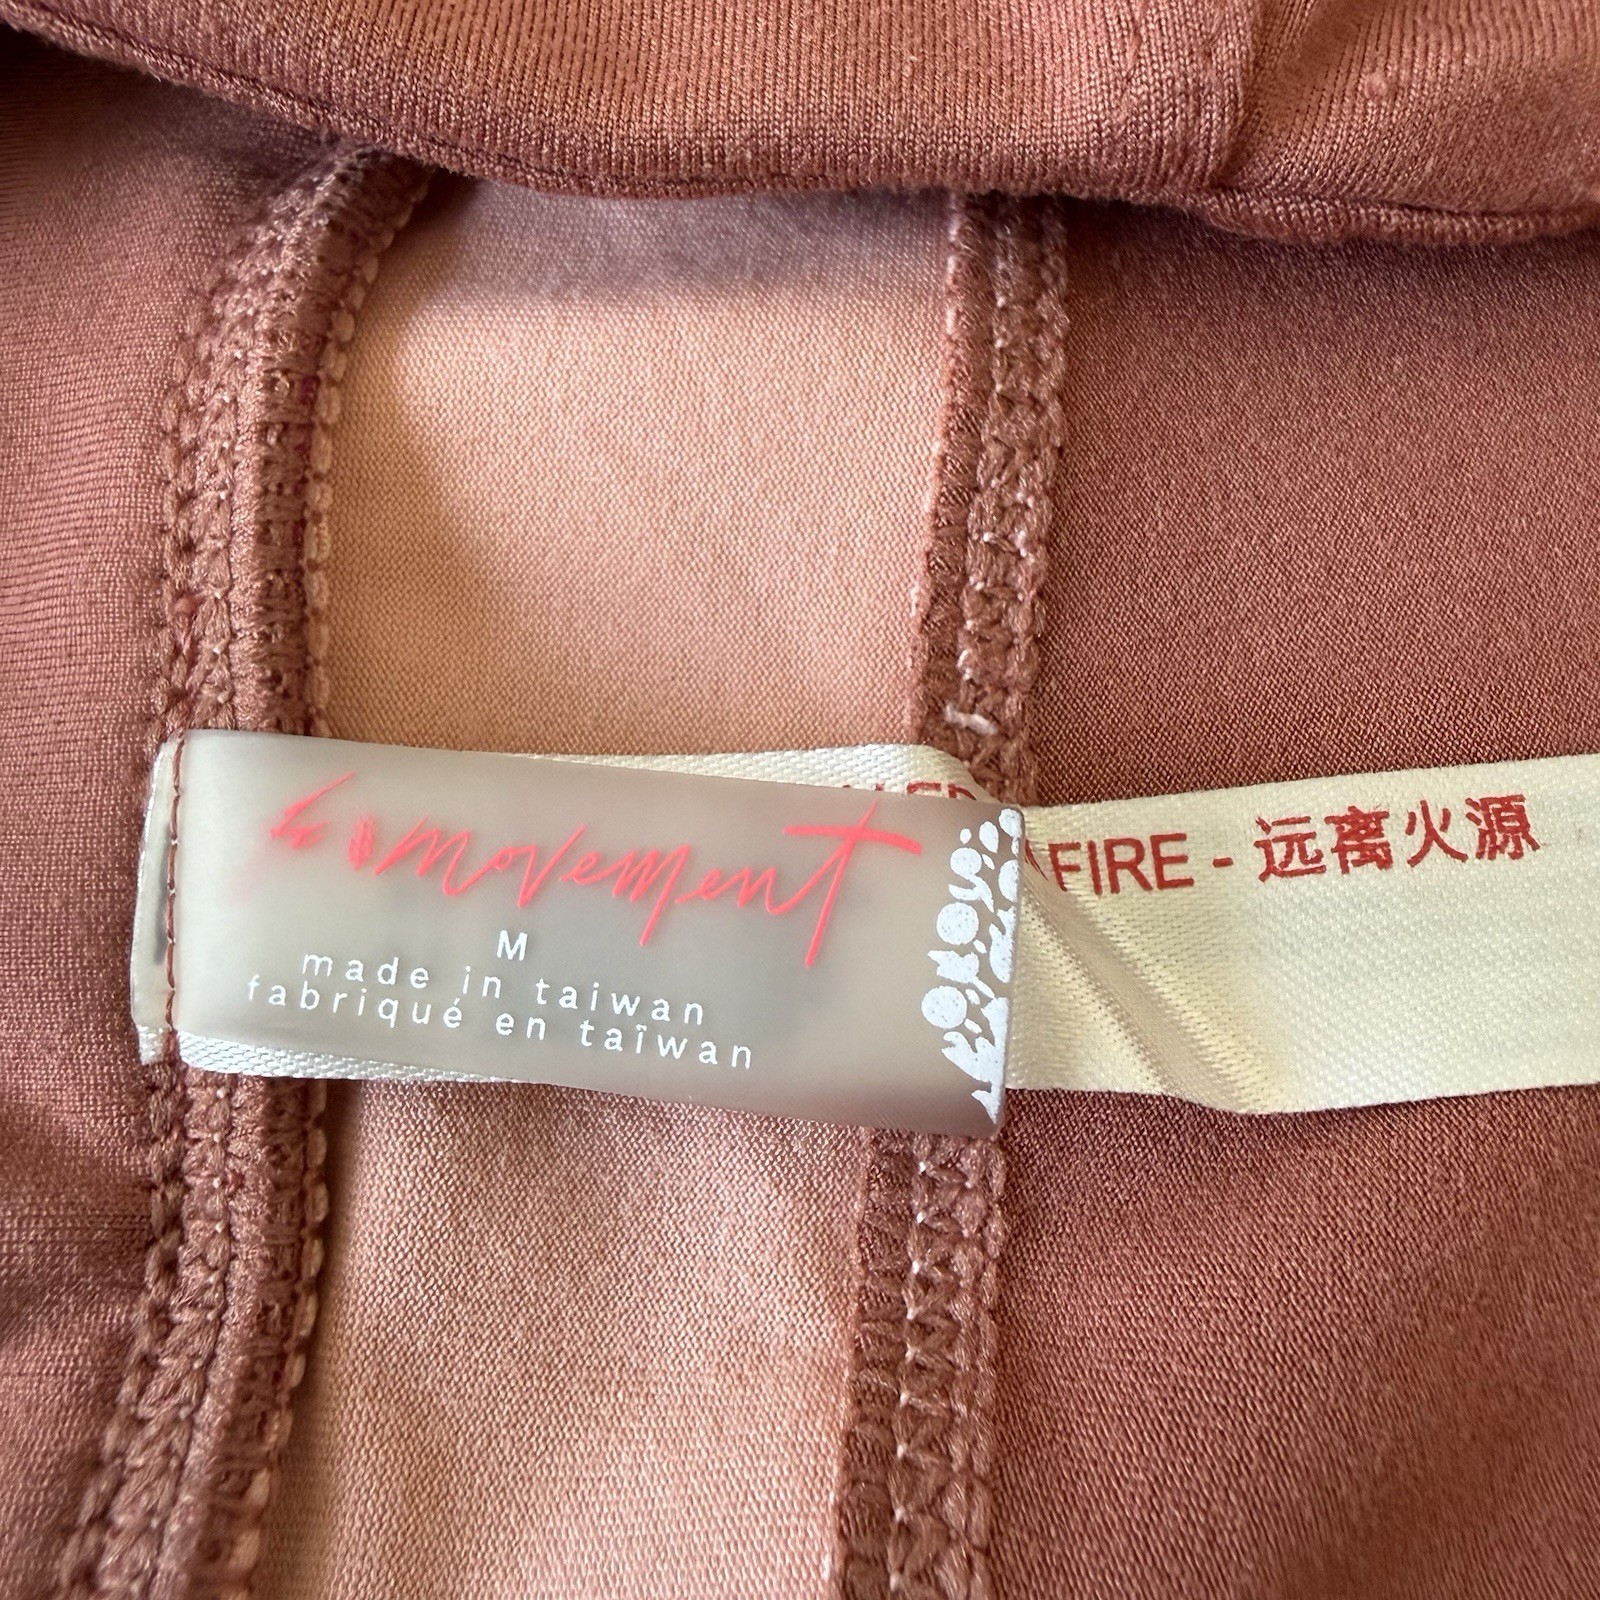 movement
M
made in taiwan
fabriqué en taïwan
FIRE - 远离火源